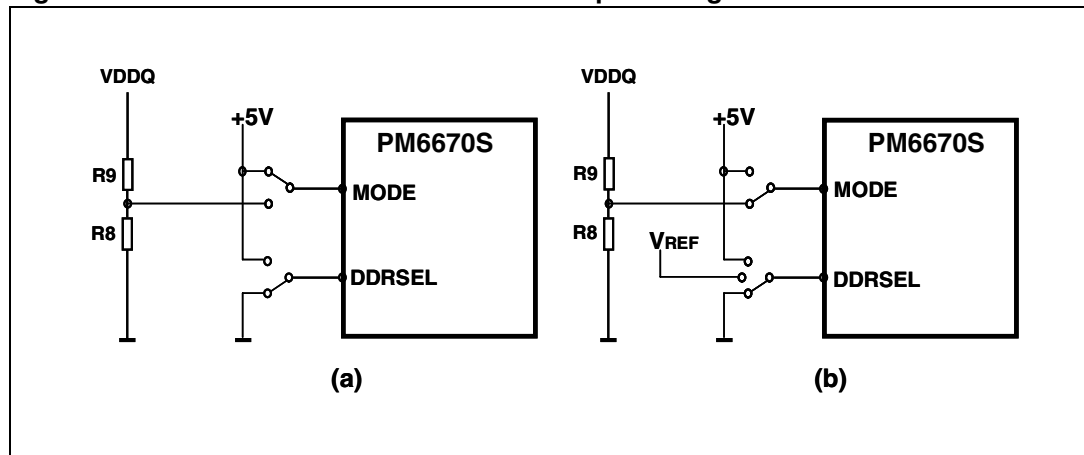 VDDQ
+5V
PM6670S
R9
MODE
R8
DDRSEL
(a)
VDDQ
+5V
PM6670S
R9
MODE
R8
VREF
DDRSEL
(b)